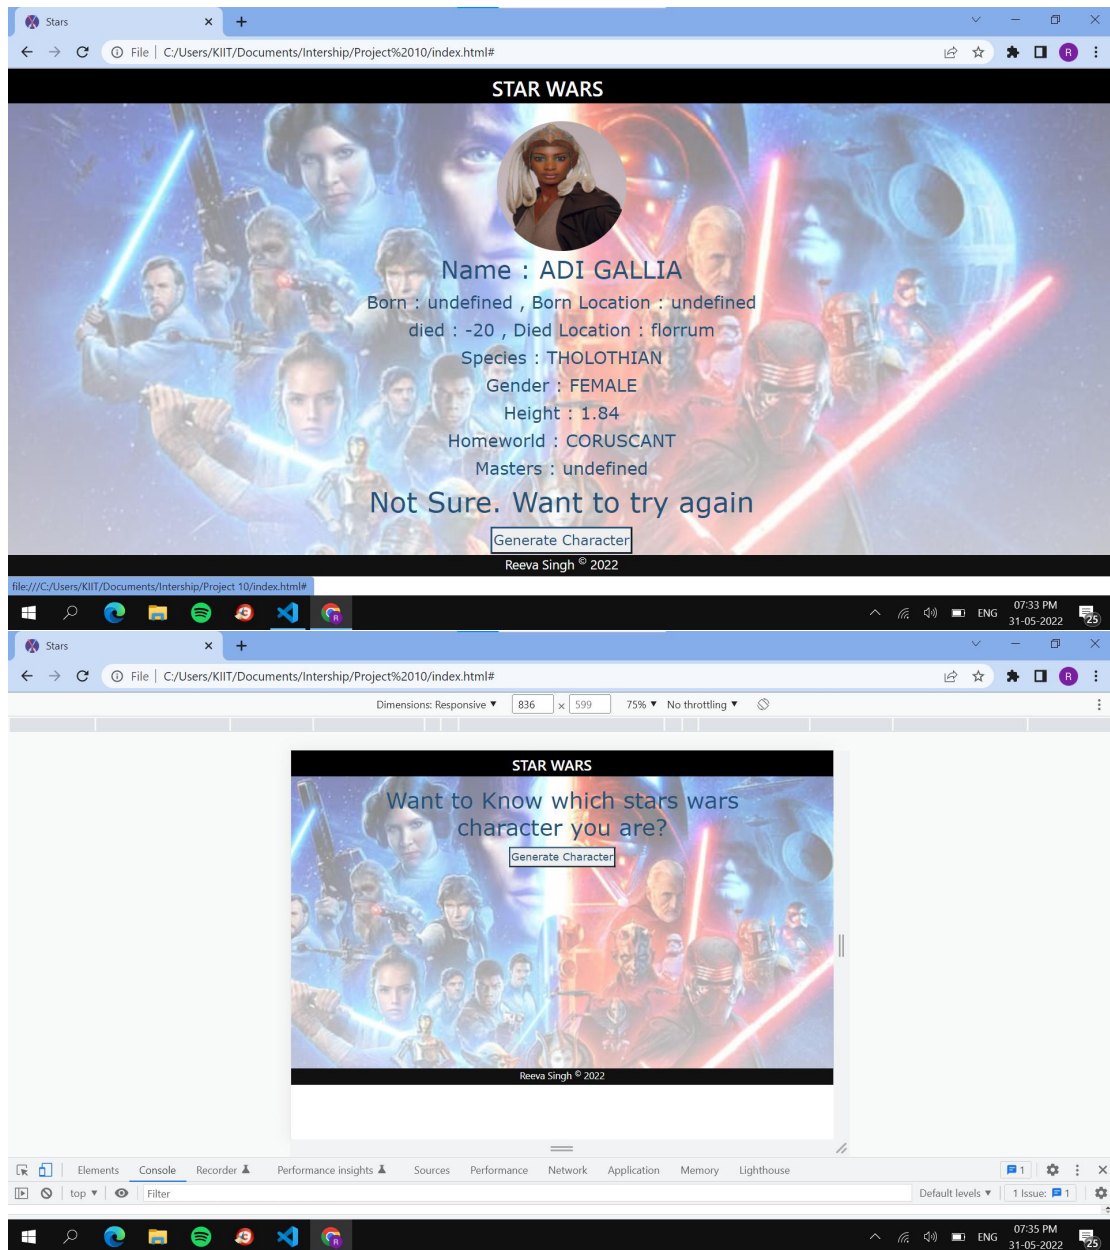 Stars
File | C:/Users/KIIT/Documents/Intership/Project%2010/index.html#
R
STAR WARS
Name : ADI GALLIA
Born : undefined , Born Location : undefined
died : -20 , Died Location : florrum
Species : THOLOTHIAN
Gender : FEMALE
Height : 1.84
Homeworld : CORUSCANT
Masters : undefined
Not Sure. Want to try again
Generate Character
Reeva Singh © 2022
file:///C:/Users/KIIT/Documents/Intership/Project 10/index.html#
R
ENG
07:33 PM
31-05-2022
25
Stars
File | C:/Users/KIIT/Documents/Intership/Project%2010/index.html#
R
Dimensions: Responsive ▼ 836 x 599 75% ▼ No throttling ▼
STAR WARS
Want to Know which stars wars
character you are?
Generate Character
Reeva Singh © 2022
Elements Console Recorder Performance insights Sources Performance Network Application Memory Lighthouse 1
top ▼ Filter Default levels ▼ 1 Issue: 1
R
ENG
07:35 PM
31-05-2022
25